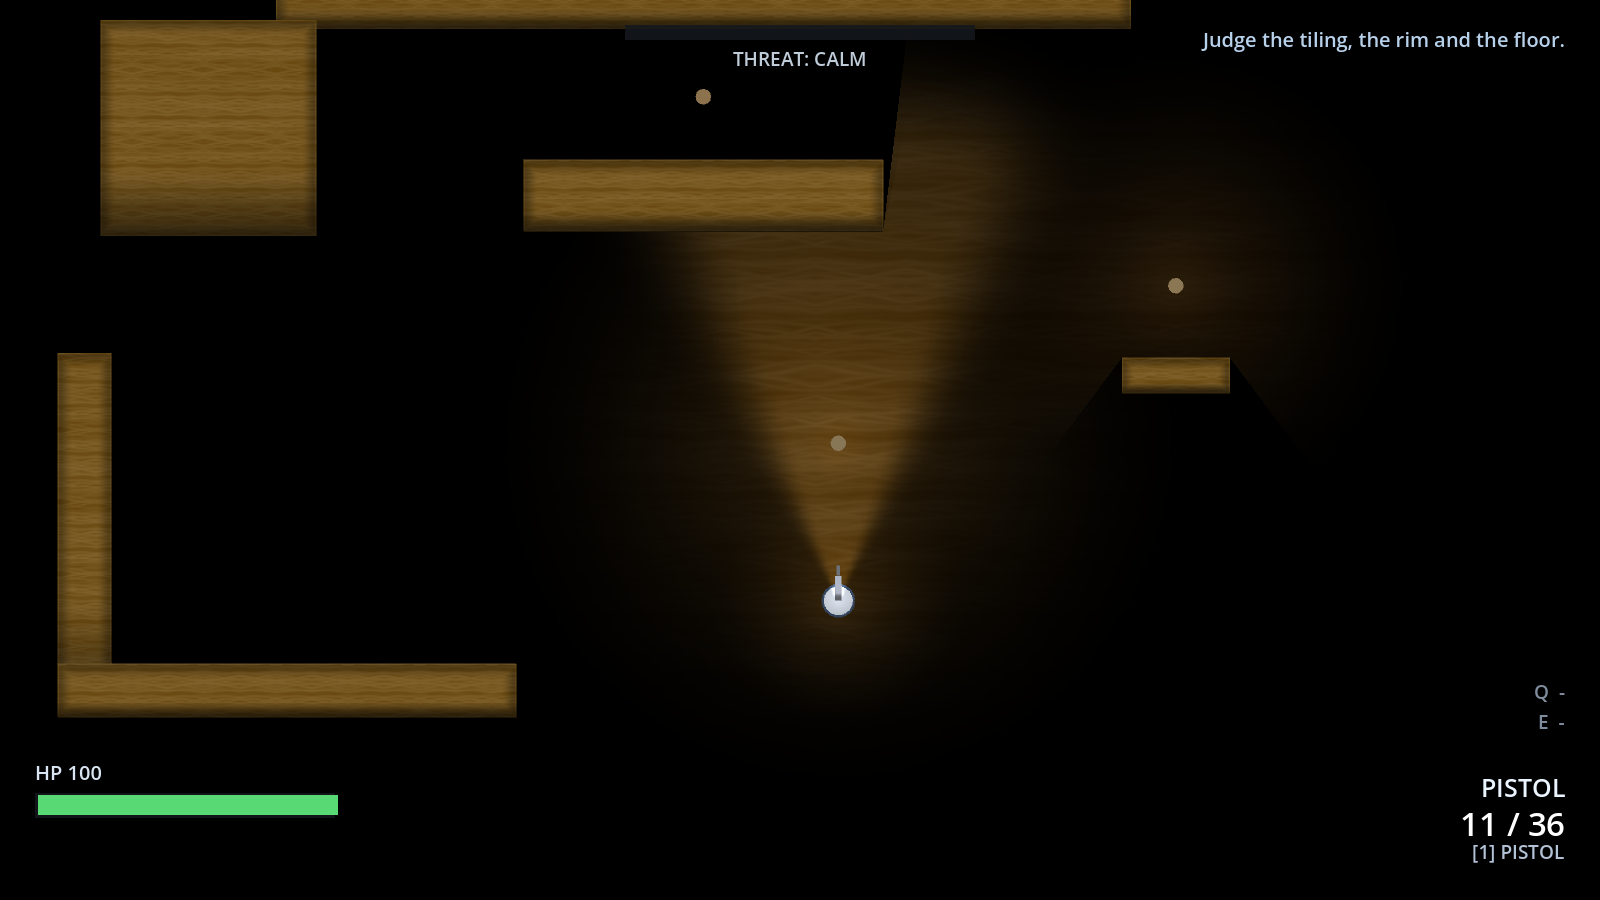 Judge the tiling, the rim and the floor.
THREAT: CALM
Q -
E -
HP 100
PISTOL
11 / 36
[1] PISTOL